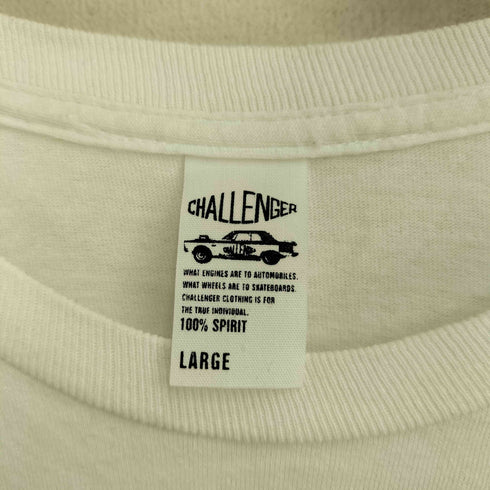 CHALLENGER
CHALLENGER
WHAT ENGINES ARE TO AUTOMOBILES.
WHAT WHEELS ARE TO SKATEBOARDS.
CHALLENGER CLOTHING IS FOR
THE TRUE INDIVIDUAL.
100% SPIRIT
LARGE